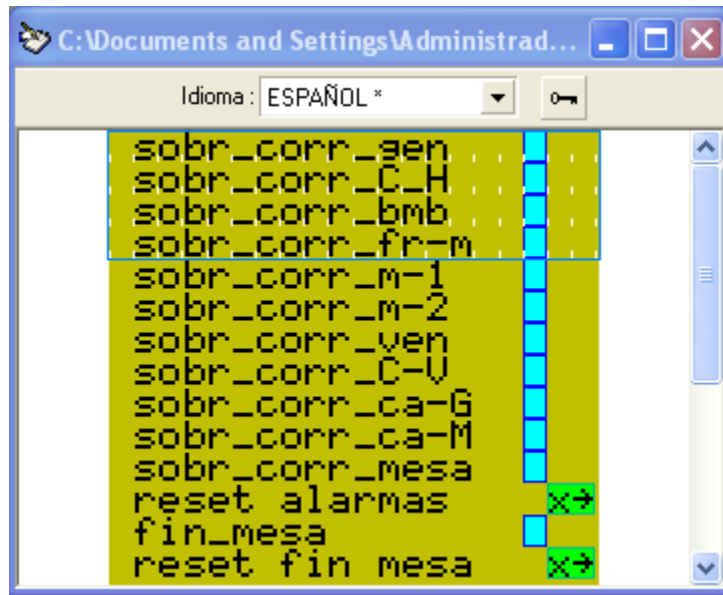 C:\Documents and Settings\Administrad...
Idioma : ESPAÑOL *
sobr_corr_gen
sobr_corr_C_H
sobr_corr_bmb
sobr_corr_fr-m
sobr_corr_m-1
sobr_corr_m-2
sobr_corr_ven
sobr_corr_C-V
sobr_corr_ca-G
sobr_corr_ca-M
sobr_corr_mesa
reset alarmas x→
fin_mesa
reset fin mesa x→